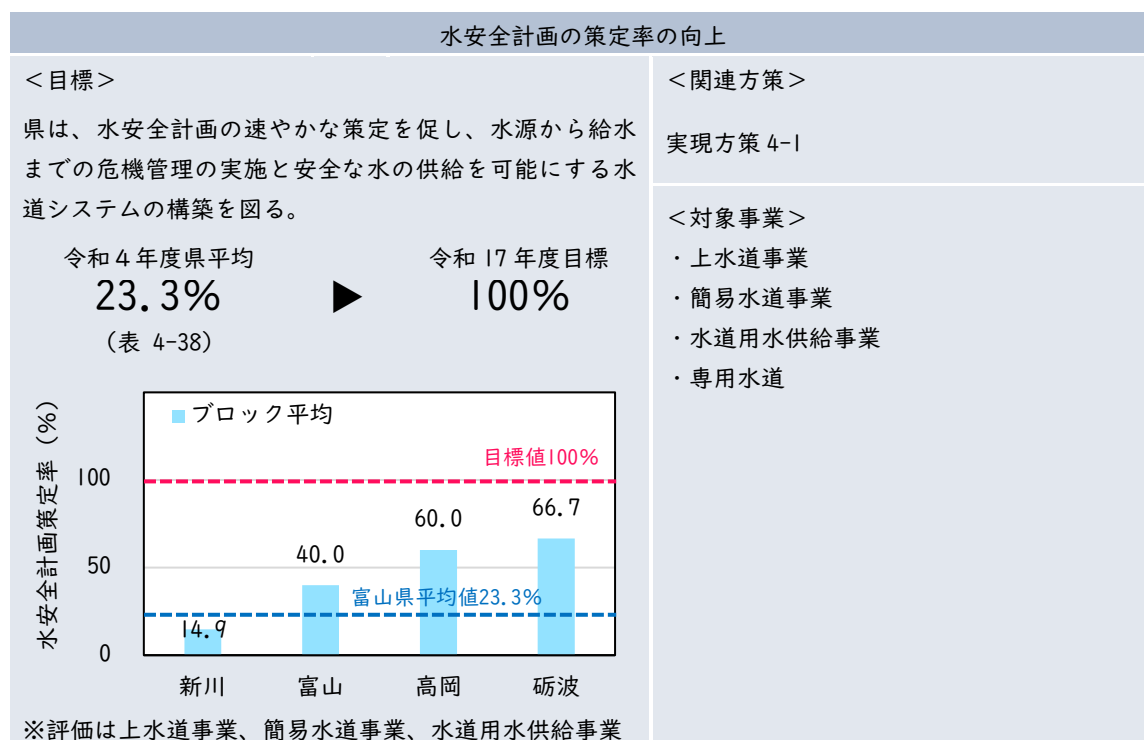 水安全計画の策定率の向上
＜目標＞
県は、水安全計画の速やかな策定を促し、水源から給水
までの危機管理の実施と安全な水の供給を可能にする水
道システムの構築を図る。
令和4年度県平均
23.3%
（表 4-38）
▶
令和17年度目標
100%
水安全計画策定率（%）
ブロック平均
目標値100%
100
50
0
14.9
40.0
60.0
66.7
富山県平均値23.3%
新川
富山
高岡
砺波
※評価は上水道事業、簡易水道事業、水道用水供給事業
＜関連方策＞
実現方策 4-1
＜対象事業＞
・上水道事業
・簡易水道事業
・水道用水供給事業
・専用水道